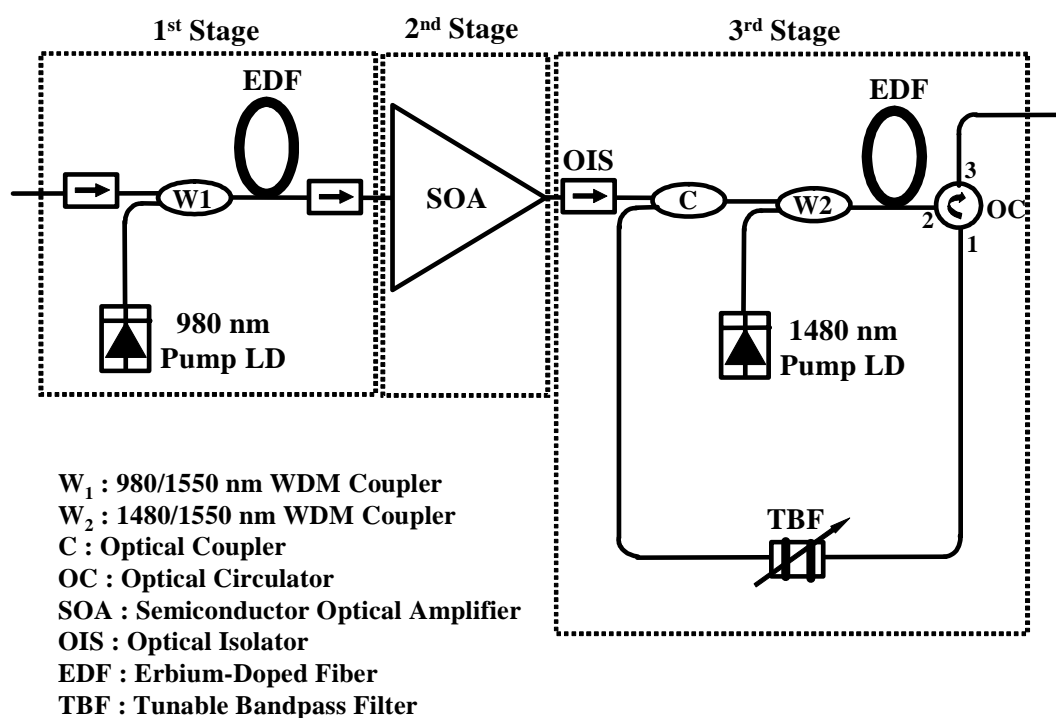 1st Stage
2nd Stage
3rd Stage
EDF
EDF
OIS
W1
SOA
C
W2
3
2
OC
1
980 nm
Pump LD
1480 nm
Pump LD
TBF
W1 : 980/1550 nm WDM Coupler
W2 : 1480/1550 nm WDM Coupler
C : Optical Coupler
OC : Optical Circulator
SOA : Semiconductor Optical Amplifier
OIS : Optical Isolator
EDF : Erbium-Doped Fiber
TBF : Tunable Bandpass Filter